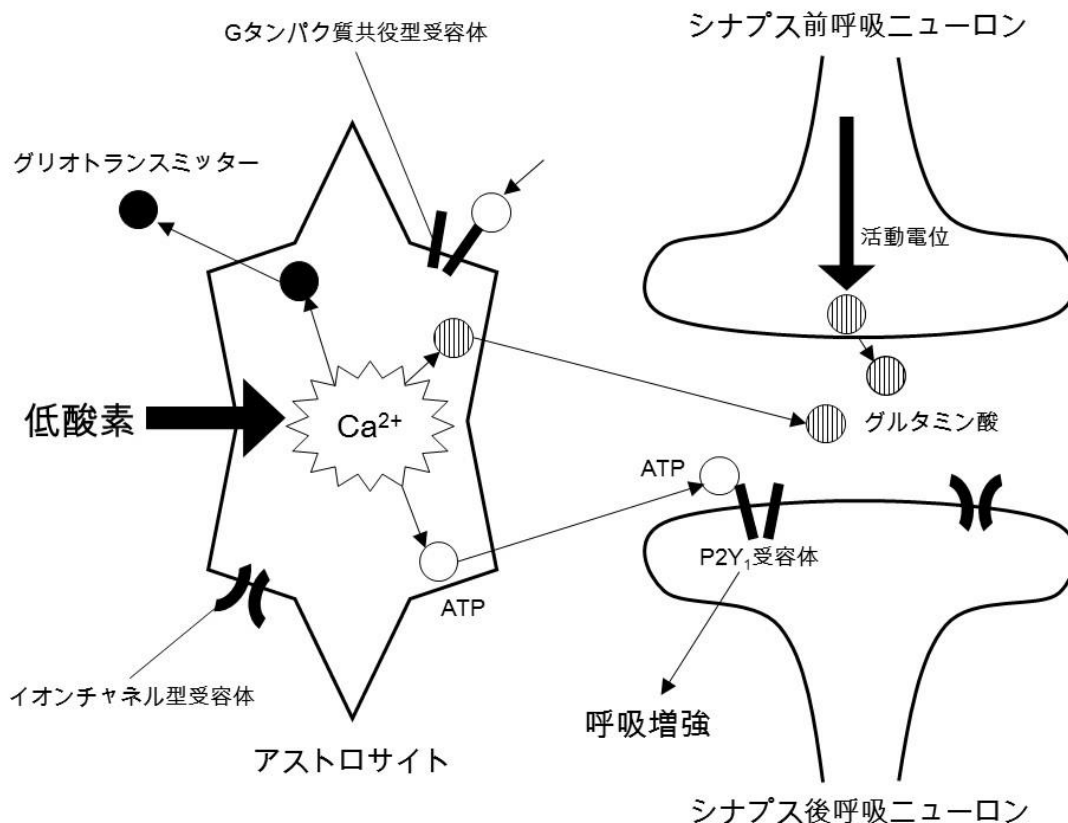 シナプス前呼吸ニューロン
Gタンパク質共役型受容体
グリオトランスミッター
活動電位
低酸素
Ca²⁺
グルタミン酸
ATP
P2Y₁受容体
ATP
イオンチャネル型受容体
呼吸増強
アストロサイト
シナプス後呼吸ニューロン